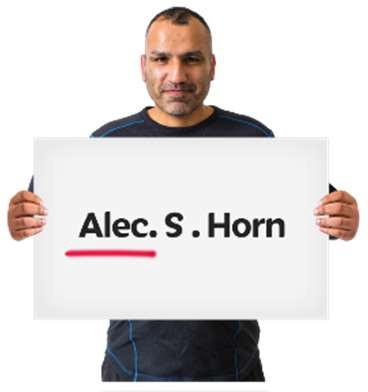 Alec. S . Horn